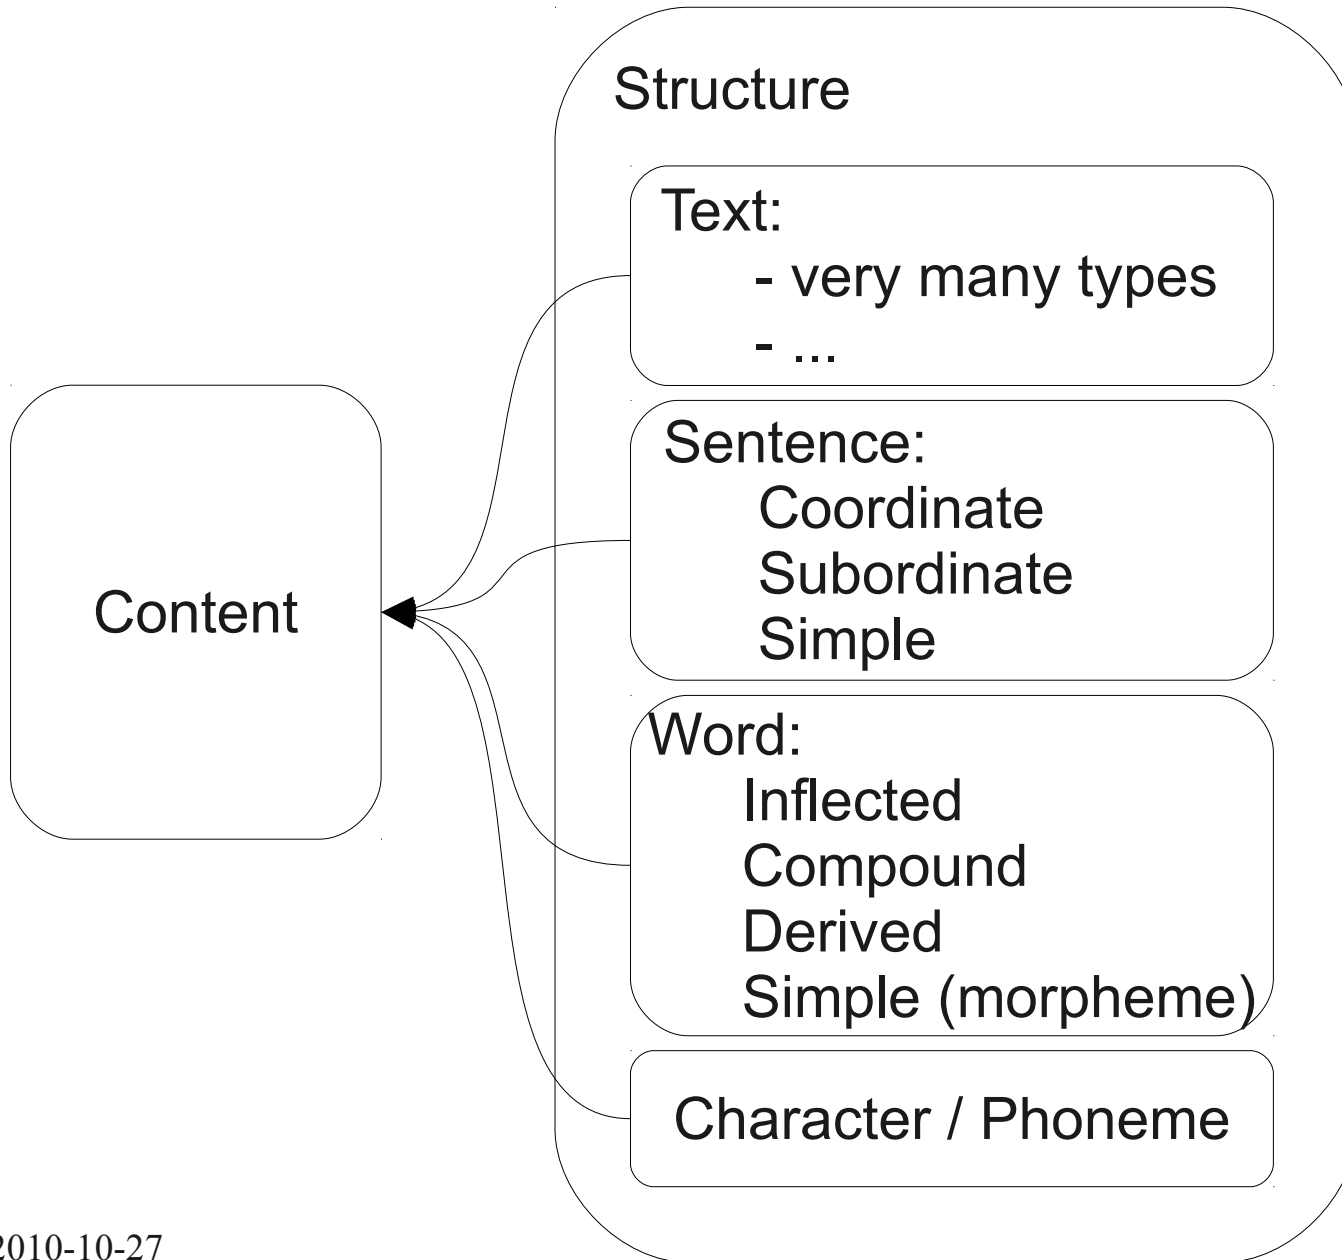 Structure
Text:
- very many types
- ...
Sentence:
Coordinate
Subordinate
Simple
Content
Word:
Inflected
Compound
Derived
Simple (morpheme)
Character / Phoneme
2010-10-27